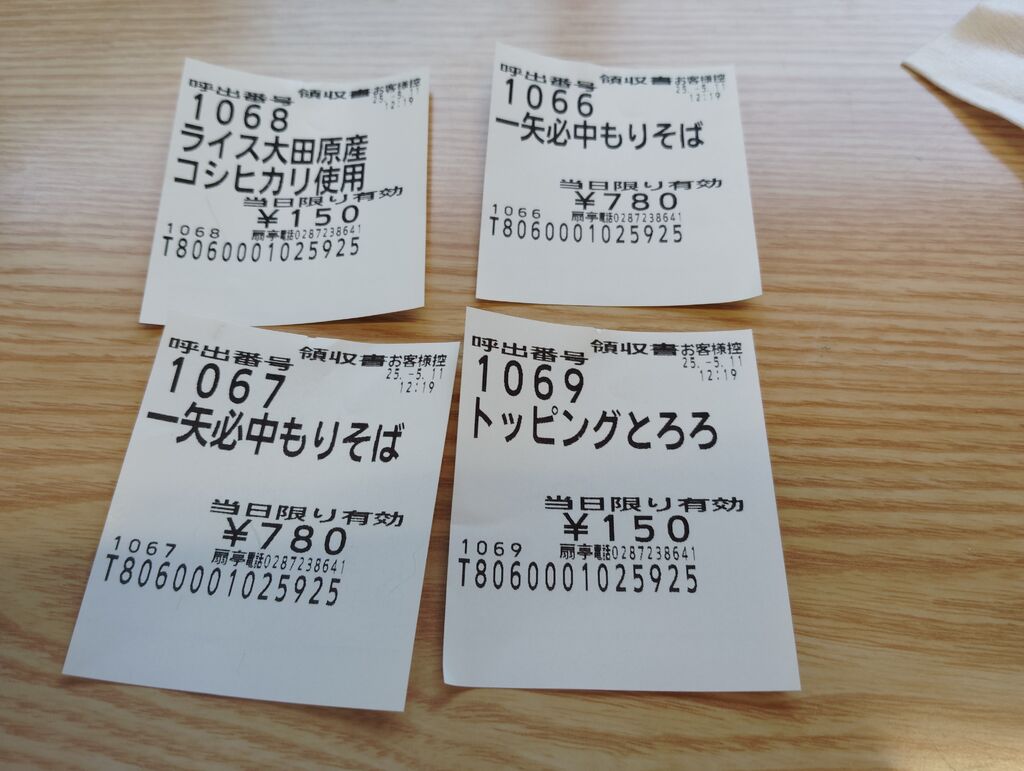 呼出番号 領収書 お客様控
1068 25.-5.11
12:19
ライス大田原産
コシヒカリ使用
当日限り有効
¥150
1068 扇亭電話0287238641
T8060001025925
呼出番号 領収書 お客様控
1066 25.-5.11
12:19
一矢必中もりそば
当日限り有効
¥780
1066 扇亭電話0287238641
T8060001025925
呼出番号 領収書 お客様控
1067 25.-5.11
12:19
一矢必中もりそば
当日限り有効
¥780
1067 扇亭電話0287238641
T8060001025925
呼出番号 領収書 お客様控
1069 25.-5.11
12:19
トッピングとろろ
当日限り有効
¥150
1069 扇亭電話0287238641
T8060001025925